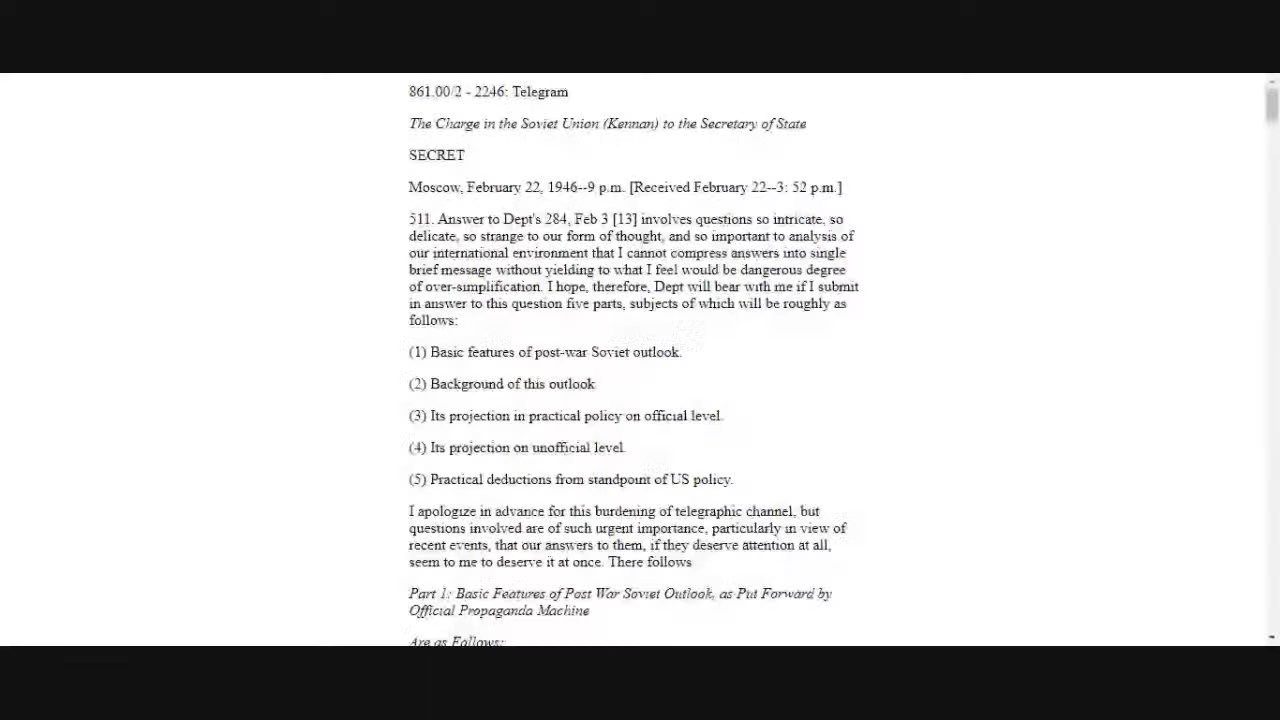 861.00/2 - 2246: Telegram
The Charge in the Soviet Union (Kennan) to the Secretary of State
SECRET
Moscow, February 22, 1946--9 p.m. [Received February 22--3: 52 p.m.]
511. Answer to Dept's 284, Feb 3 [13] involves questions so intricate, so
delicate, so strange to our form of thought, and so important to analysis of
our international environment that I cannot compress answers into single
brief message without yielding to what I feel would be dangerous degree
of over-simplification. I hope, therefore, Dept will bear with me if I submit
in answer to this question five parts, subjects of which will be roughly as
follows:
(1) Basic features of post-war Soviet outlook.
(2) Background of this outlook
(3) Its projection in practical policy on official level.
(4) Its projection on unofficial level.
(5) Practical deductions from standpoint of US policy.
I apologize in advance for this burdening of telegraphic channel, but
questions involved are of such urgent importance, particularly in view of
recent events, that our answers to them, if they deserve attention at all,
seem to me to deserve it at once. There follows
Part 1: Basic Features of Post War Soviet Outlook, as Put Forward by
Official Propaganda Machine
Are as Follows: